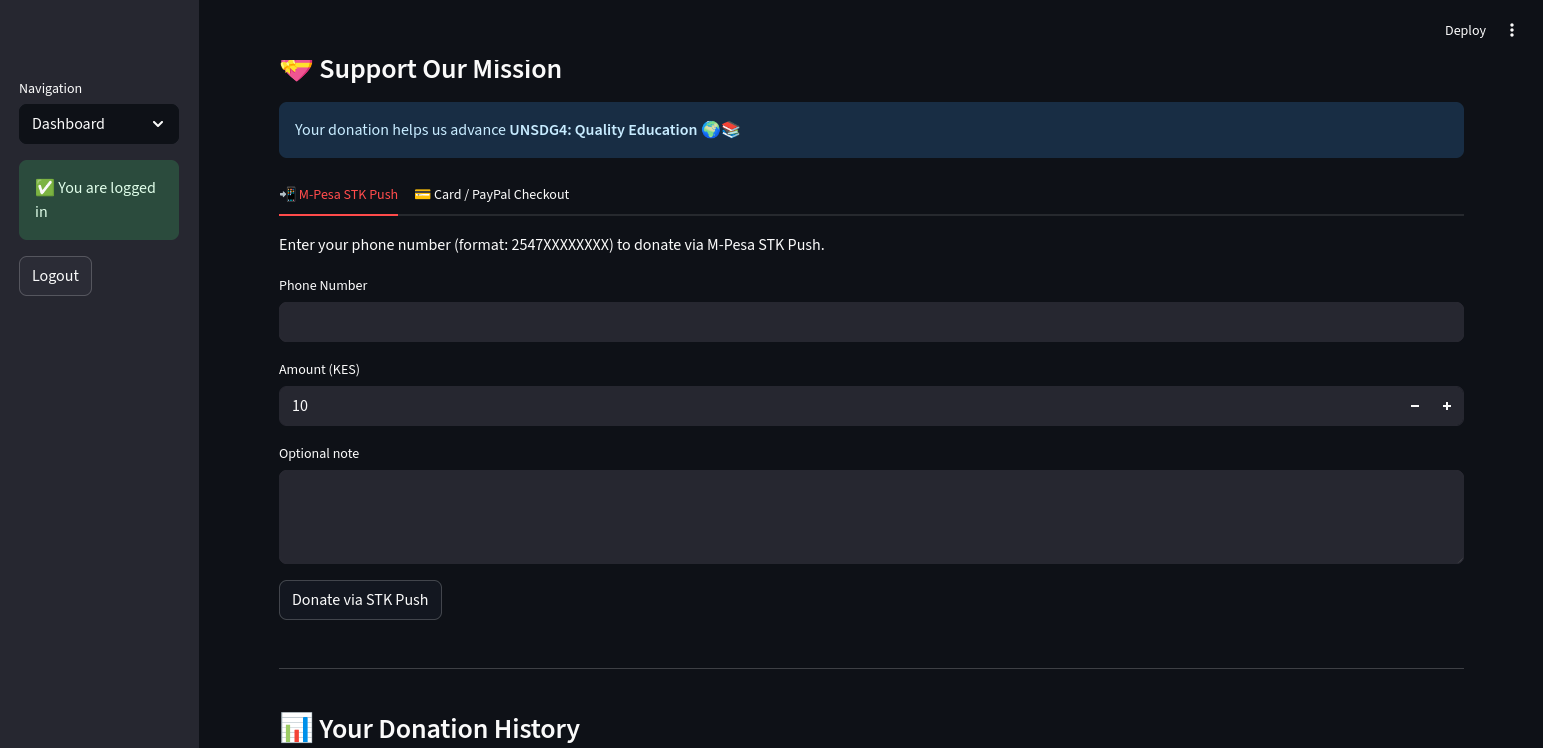 Deploy
Navigation
Dashboard
✅ You are logged
in
Logout
💝 Support Our Mission
Your donation helps us advance UNSDG4: Quality Education 🌍📚
📲 M-Pesa STK Push 💳 Card / PayPal Checkout
Enter your phone number (format: 2547XXXXXXXX) to donate via M-Pesa STK Push.
Phone Number
Amount (KES)
10
Optional note
Donate via STK Push
📊 Your Donation History